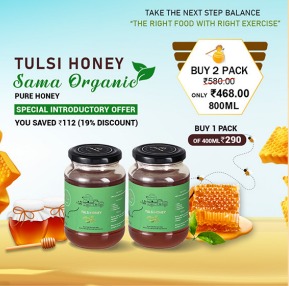 TAKE THE NEXT STEP BALANCE
"THE RIGHT FOOD WITH RIGHT EXERCISE"
TULSI HONEY
Sama Organic
PURE HONEY
SPECIAL INTRODUCTORY OFFER
YOU SAVED ₹112 (19% DISCOUNT)
BUY 2 PACK
₹580.00
ONLY ₹468.00
800ML
BUY 1 PACK
OF 400ML ₹290